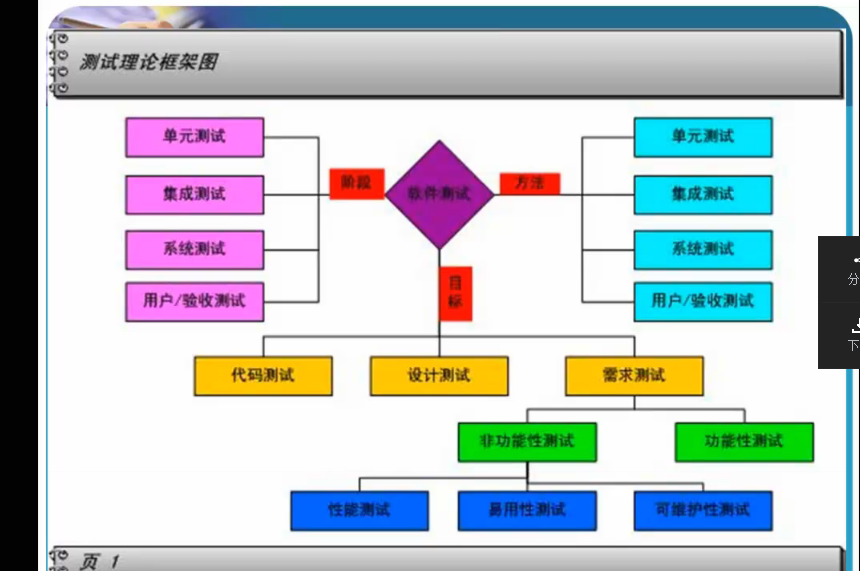 测试理论框架图
单元测试
单元测试
阶段
软件测试
方法
集成测试
集成测试
系统测试
系统测试
目标
用户/验收测试
用户/验收测试
代码测试
设计测试
需求测试
非功能性测试
功能性测试
性能测试
易用性测试
可维护性测试
页 1
分
下